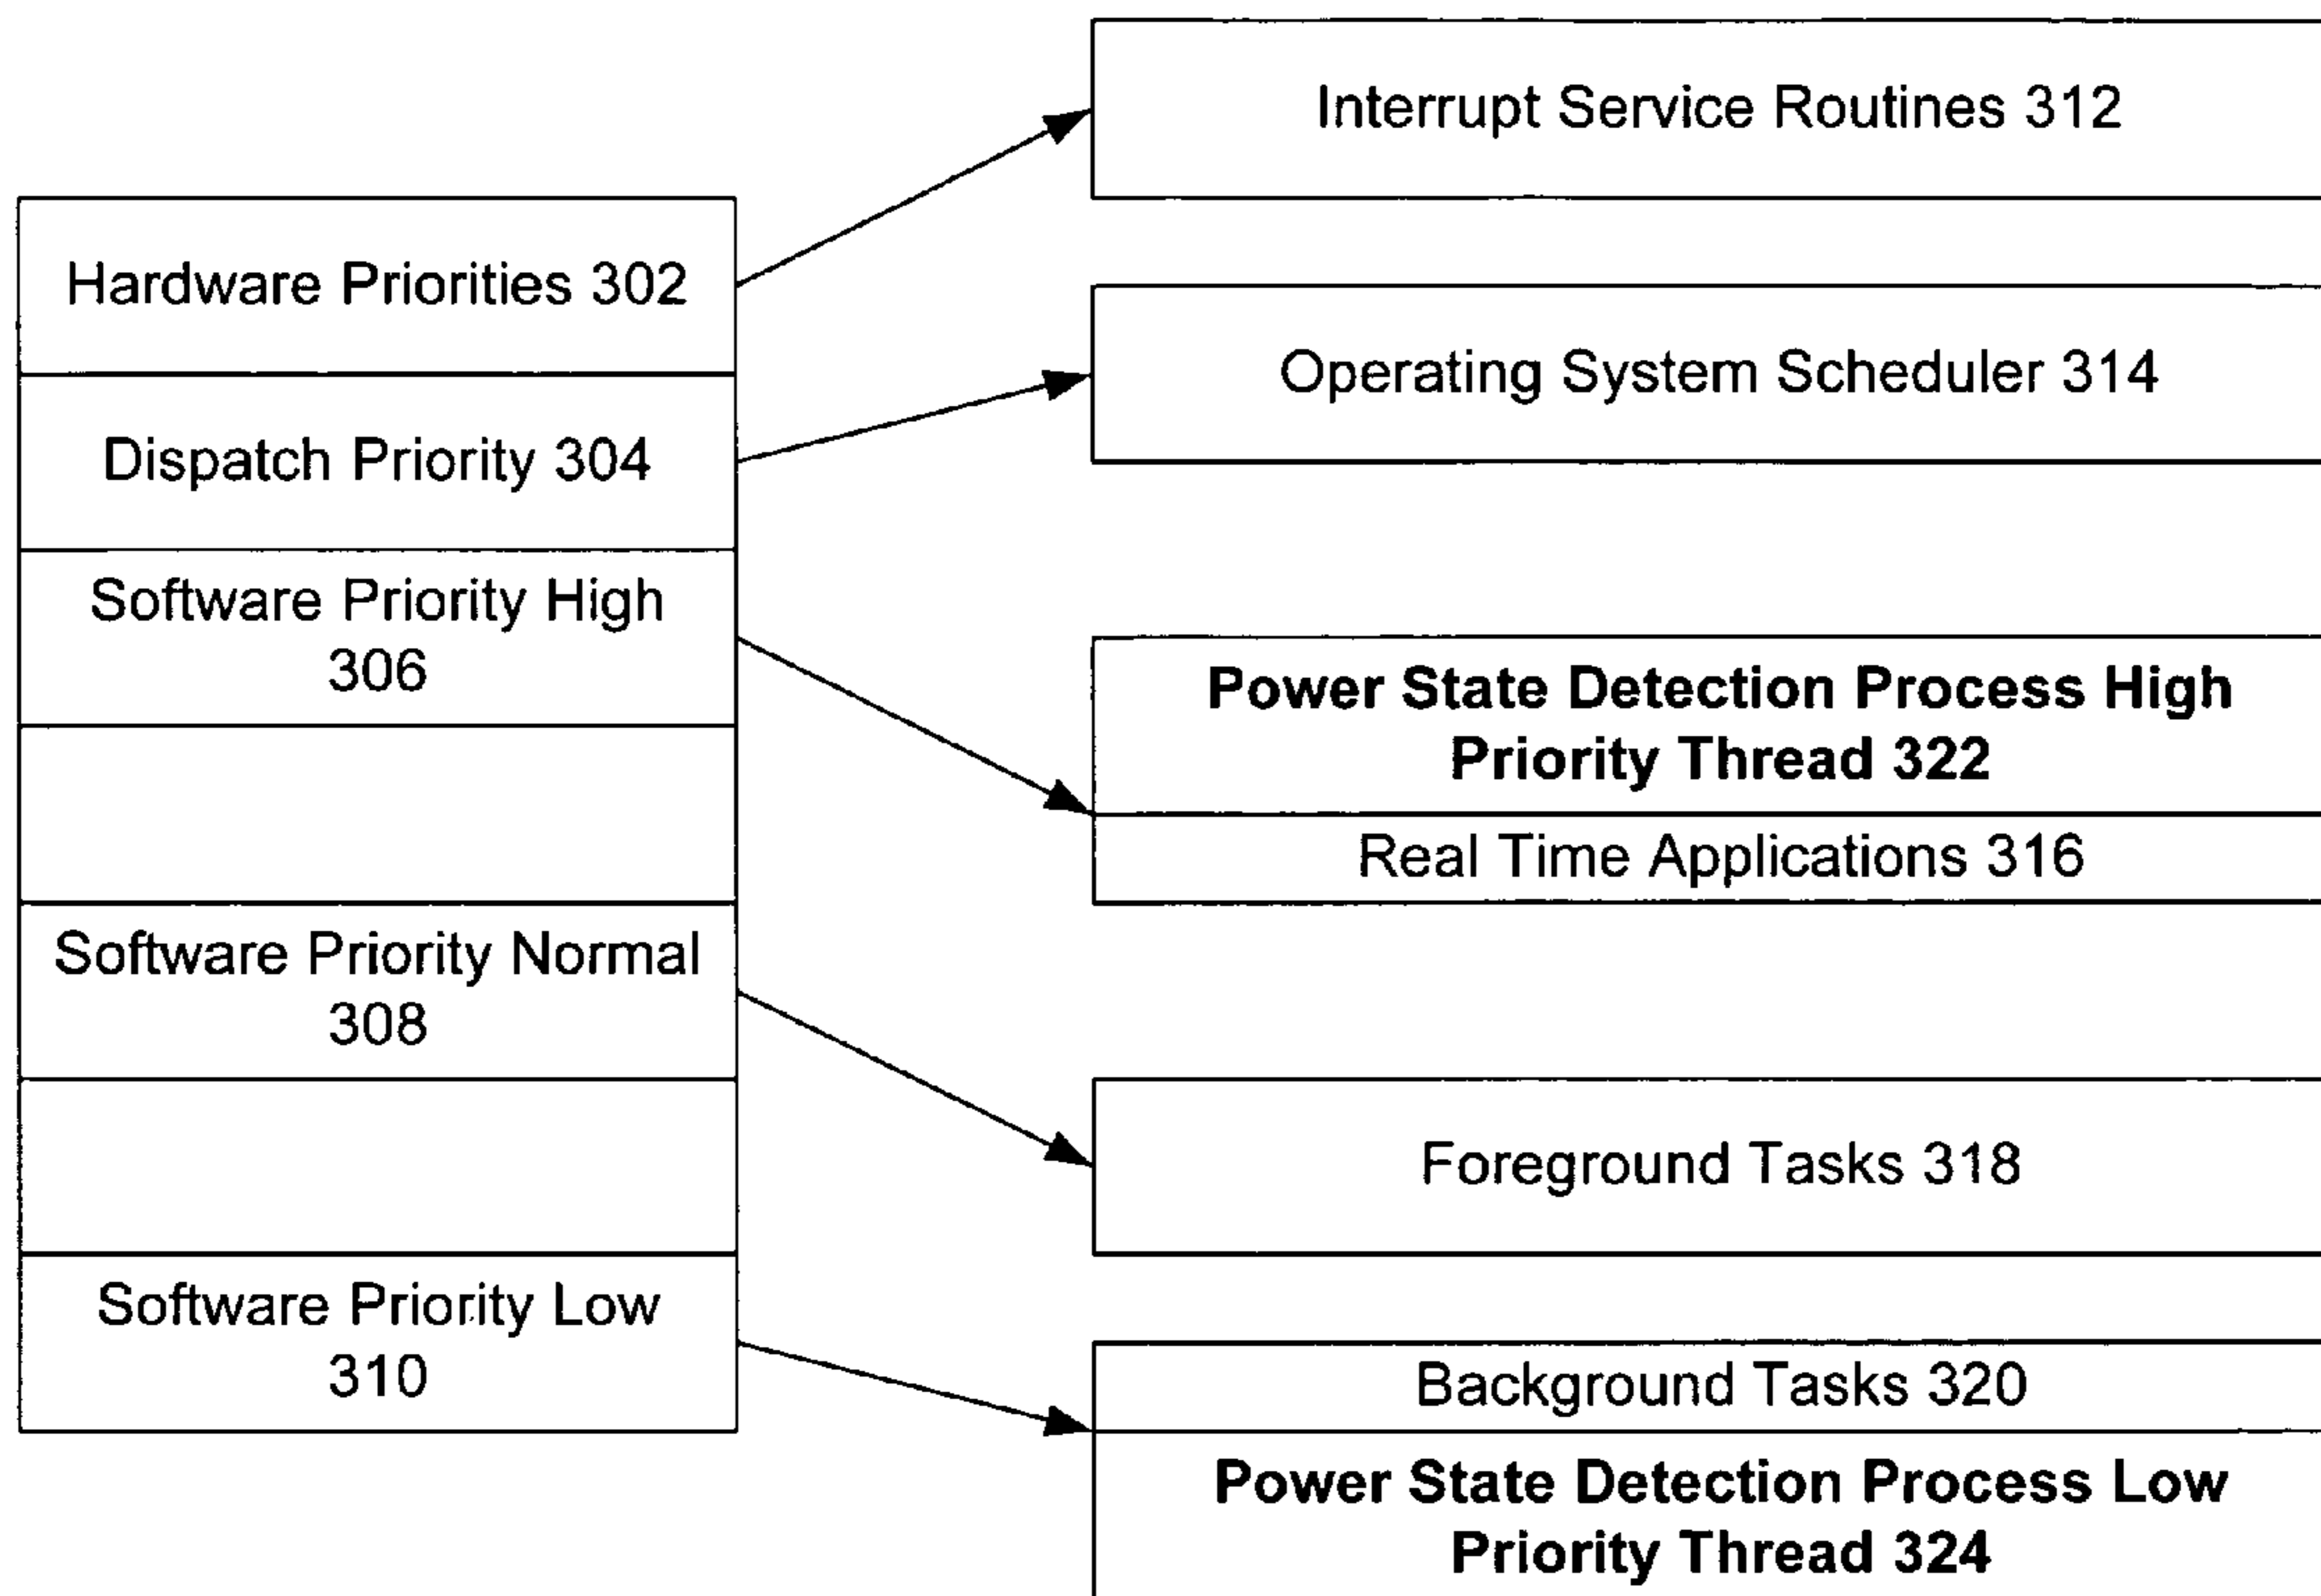 Interrupt Service Routines 312
Hardware Priorities 302
Operating System Scheduler 314
Dispatch Priority 304
Software Priority High
306
Power State Detection Process High
Priority Thread 322
Real Time Applications 316
Software Priority Normal
308
Foreground Tasks 318
Software Priority Low
310
Background Tasks 320
Power State Detection Process Low
Priority Thread 324